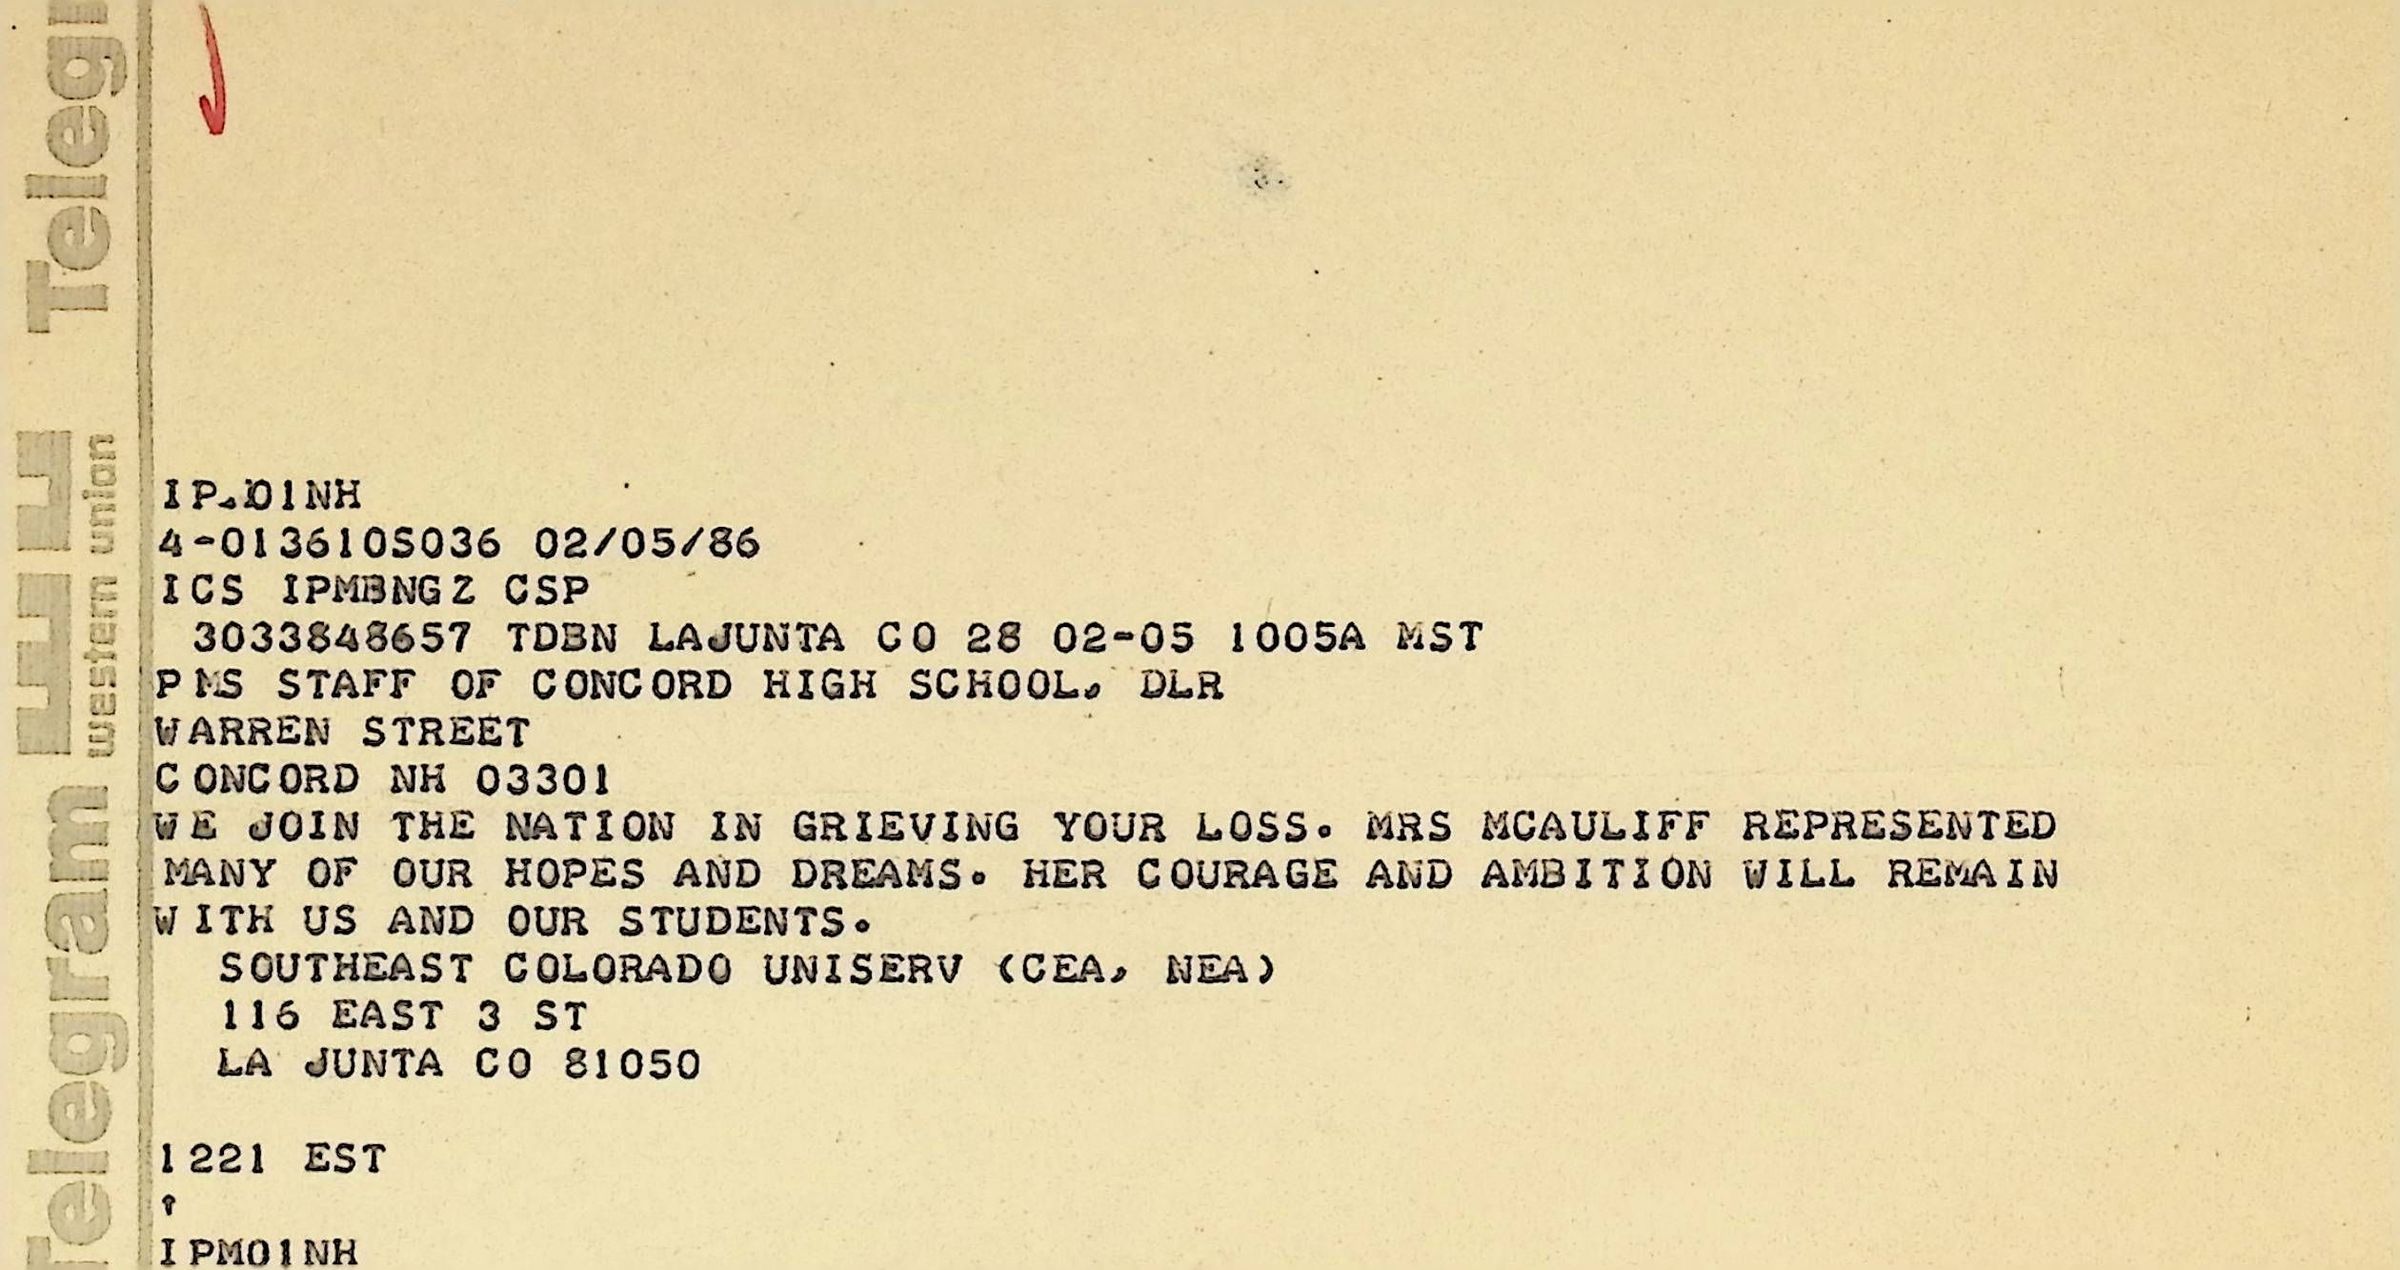 Telegram
western union
Telegr
IP.01NH
4-013610S036 02/05/86
ICS IPMBNGZ CSP
3033848657 TDBN LAJUNTA CO 28 02-05 1005A MST
PMS STAFF OF CONCORD HIGH SCHOOL, DLR
WARREN STREET
CONCORD NH 03301
WE JOIN THE NATION IN GRIEVING YOUR LOSS. MRS MCAULIFF REPRESENTED
MANY OF OUR HOPES AND DREAMS. HER COURAGE AND AMBITION WILL REMAIN
WITH US AND OUR STUDENTS.
SOUTHEAST COLORADO UNISERV (CEA, NEA)
116 EAST 3 ST
LA JUNTA CO 81050
1221 EST
IPM01NH